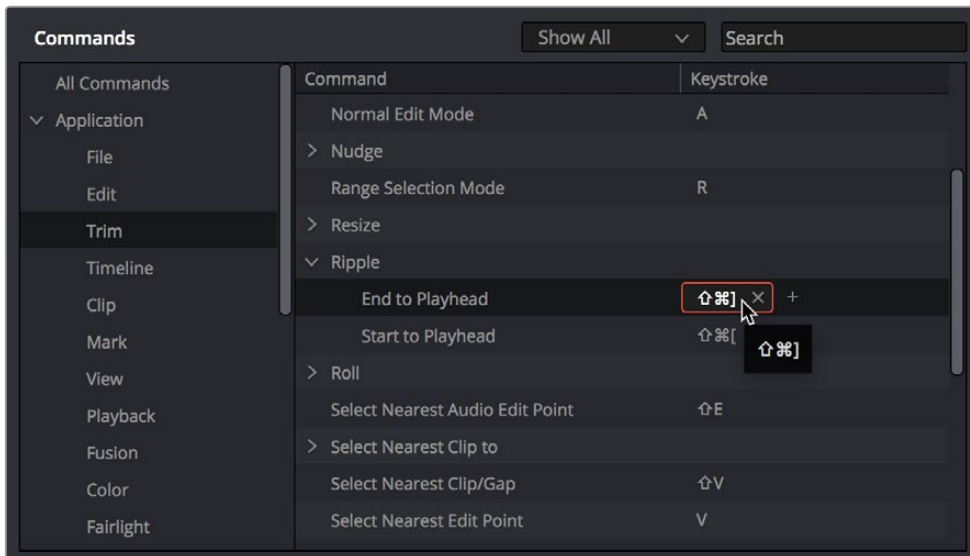 Commands
Show All
Search
All Commands
Application
File
Edit
Trim
Timeline
Clip
Mark
View
Playback
Fusion
Color
Fairlight
Command Keystroke
Normal Edit Mode A
Nudge
Range Selection Mode R
Resize
Ripple
End to Playhead ⇧⌘]
Start to Playhead ⇧⌘[
⇧⌘]
Roll
Select Nearest Audio Edit Point ⇧E
Select Nearest Clip to
Select Nearest Clip/Gap ⇧V
Select Nearest Edit Point V